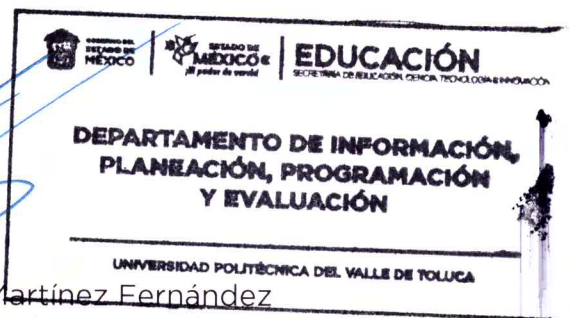 GOBIERNO DEL
ESTADO DE
MÉXICO
ESTADO DE
MÉXICO
¡El poder de servir!
EDUCACIÓN
SECRETARÍA DE EDUCACIÓN, CIENCIA, TECNOLOGÍA E INNOVACIÓN
DEPARTAMENTO DE INFORMACIÓN,
PLANEACIÓN, PROGRAMACIÓN
Y EVALUACIÓN
UNIVERSIDAD POLITÉCNICA DEL VALLE DE TOLUCA
artínez Fernández